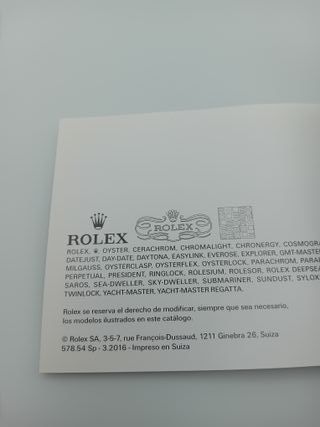 ROLEX
ROLEX
ROLEX, OYSTER, CERACHROM, CHROMALIGHT, CHRONERGY, COSMOGRA
DATEJUST, DAY-DATE, DAYTONA, EASYLINK, EVEROSE, EXPLORER, GMT-MASTER
MILGAUSS, OYSTERCLASP, OYSTERFLEX, OYSTERLOCK, PARACHROM, PARAF
PERPETUAL, PRESIDENT, RINGLOCK, ROLESIUM, ROLESOR, ROLEX DEEPSEA
SAROS, SEA-DWELLER, SKY-DWELLER, SUBMARINER, SUNDUST, SYLOX
TWINLOCK, YACHT-MASTER, YACHT-MASTER REGATTA.
Rolex se reserva el derecho de modificar, siempre que sea necesario,
los modelos ilustrados en este catálogo.
© Rolex SA, 3-5-7, rue François-Dussaud, 1211 Ginebra 26, Suiza
578.54 Sp - 3.2016 - Impreso en Suiza